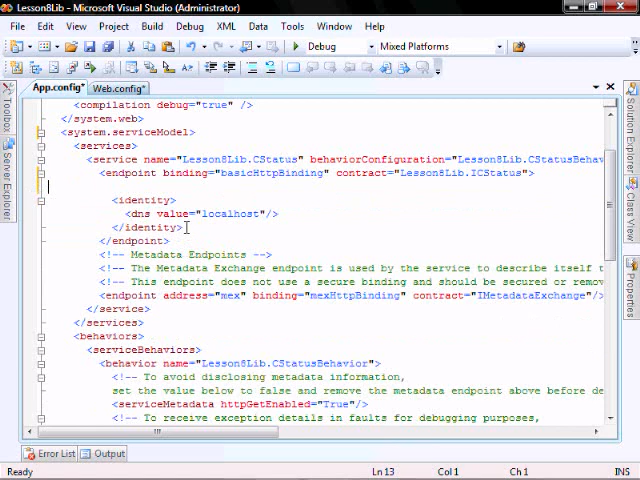 Lesson8Lib - Microsoft Visual Studio (Administrator)
File Edit View Project Build Debug XML Data Tools Test Window Help
Debug Mixed Platforms
App.config* Web.config*
Toolbox
Server Explorer
Solution Explorer
Class View
Properties
<compilation debug="true" />
</system.web>
<system.serviceModel>
<services>
<service name="Lesson8Lib.CStatus" behaviorConfiguration="Lesson8Lib.CStatusBehav
<endpoint binding="basicHttpBinding" contract="Lesson8Lib.ICStatus">
<identity>
<dns value="localhost"/>
</identity>
</endpoint>
<!-- Metadata Endpoints -->
<!-- The Metadata Exchange endpoint is used by the service to describe itself t
<!-- This endpoint does not use a secure binding and should be secured or remov
<endpoint address="mex" binding="mexHttpBinding" contract="IMetadataExchange"/>
</service>
</services>
<behaviors>
<serviceBehaviors>
<behavior name="Lesson8Lib.CStatusBehavior">
<!-- To avoid disclosing metadata information,
set the value below to false and remove the metadata endpoint above before de
<serviceMetadata httpGetEnabled="True"/>
<!-- To receive exception details in faults for debugging purposes,
Error List Output
Ready Ln 13 Col 1 Ch 1 INS